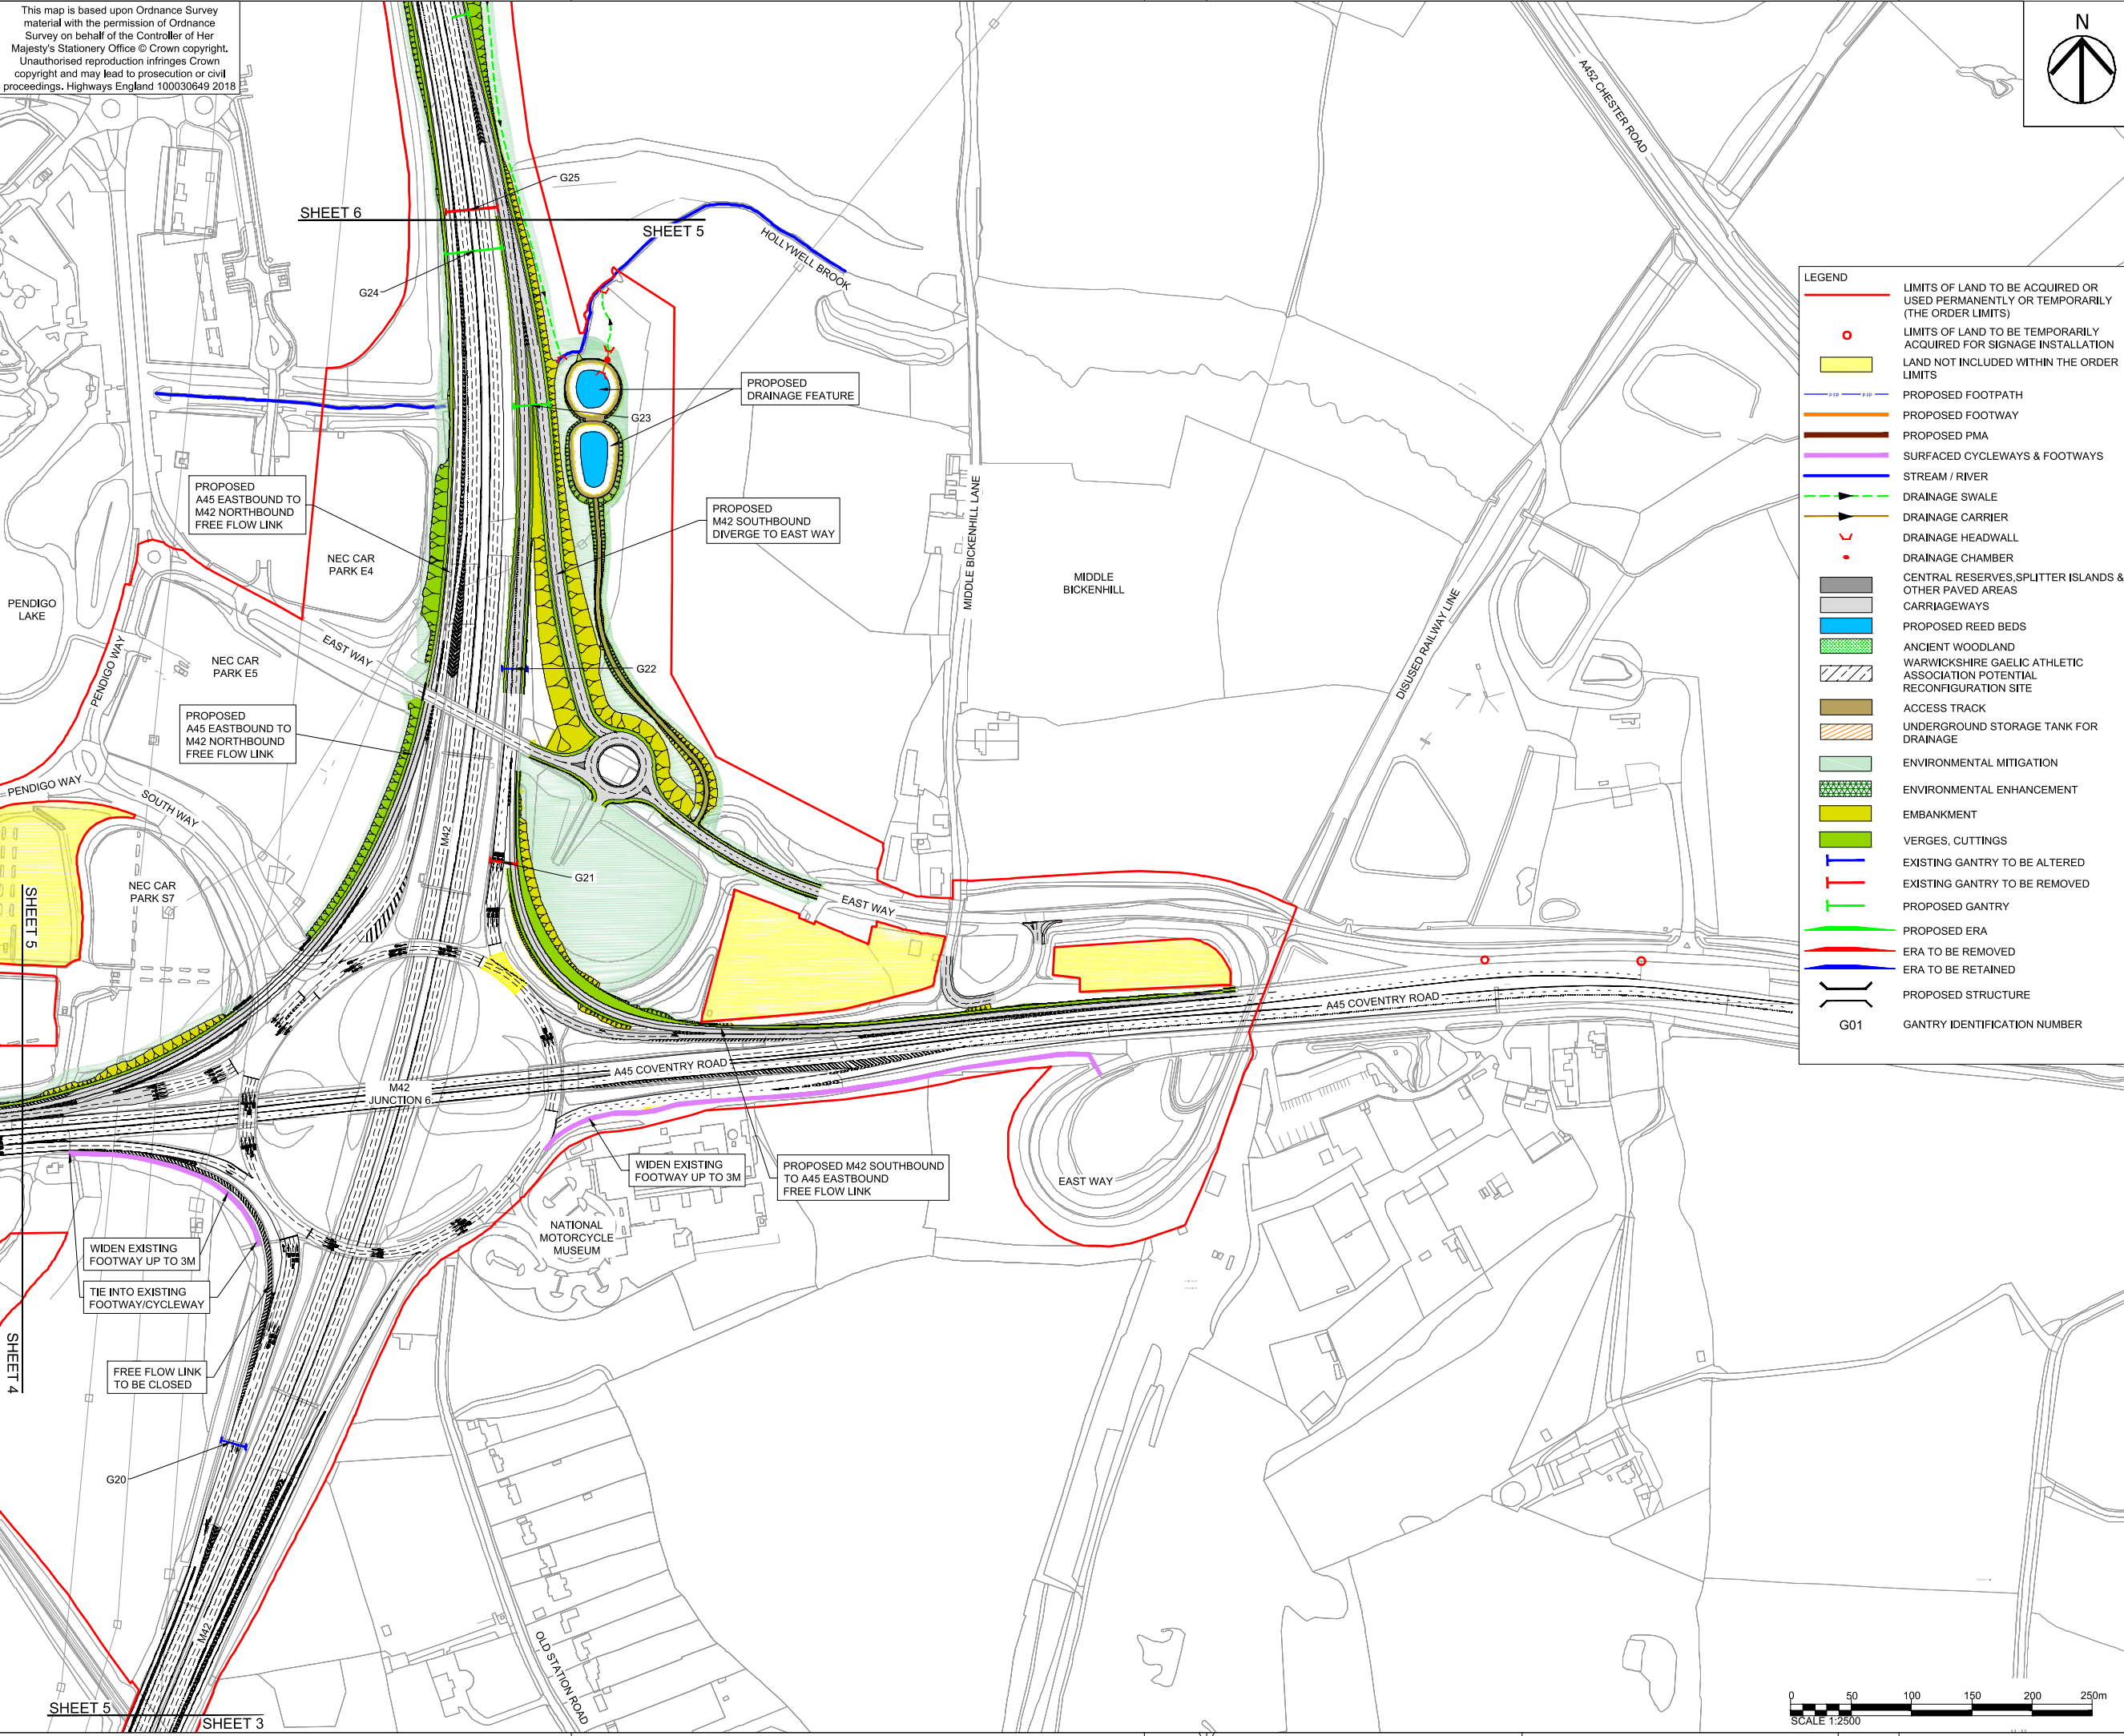 This map is based upon Ordnance Survey
material with the permission of Ordnance
Survey on behalf of the Controller of Her
Majesty's Stationery Office © Crown copyright.
Unauthorised reproduction infringes Crown
copyright and may lead to prosecution or civil
proceedings. Highways England 100030649 2018
N
A452 CHESTER ROAD
G25
SHEET 6
SHEET 5
HOLLYWELL BROOK
G24
PROPOSED
DRAINAGE FEATURE
G23
PROPOSED
A45 EASTBOUND TO
M42 NORTHBOUND
FREE FLOW LINK
PROPOSED
M42 SOUTHBOUND
DIVERGE TO EAST WAY
NEC CAR
PARK E4
MIDDLE BICKENHILL LANE
MIDDLE
BICKENHILL
PENDIGO
LAKE
DISUSED RAILWAY LINE
EAST WAY
PENDIGO WAY
NEC CAR
PARK E5
G22
PROPOSED
A45 EASTBOUND TO
M42 NORTHBOUND
FREE FLOW LINK
PENDIGO WAY
SOUTH WAY
M42
NEC CAR
PARK S7
G21
SHEET 5
EAST WAY
A45 COVENTRY ROAD
A45 COVENTRY ROAD
M42
JUNCTION 6
WIDEN EXISTING
FOOTWAY UP TO 3M
PROPOSED M42 SOUTHBOUND
TO A45 EASTBOUND
FREE FLOW LINK
EAST WAY
NATIONAL
MOTORCYCLE
MUSEUM
WIDEN EXISTING
FOOTWAY UP TO 3M
TIE INTO EXISTING
FOOTWAY/CYCLEWAY
SHEET 4
FREE FLOW LINK
TO BE CLOSED
G20
M42
OLD STATION ROAD
SHEET 5
SHEET 3
LEGEND
LIMITS OF LAND TO BE ACQUIRED OR
USED PERMANENTLY OR TEMPORARILY
(THE ORDER LIMITS)
LIMITS OF LAND TO BE TEMPORARILY
ACQUIRED FOR SIGNAGE INSTALLATION
LAND NOT INCLUDED WITHIN THE ORDER
LIMITS
PROPOSED FOOTPATH
PROPOSED FOOTWAY
PROPOSED PMA
SURFACED CYCLEWAYS & FOOTWAYS
STREAM / RIVER
DRAINAGE SWALE
DRAINAGE CARRIER
DRAINAGE HEADWALL
DRAINAGE CHAMBER
CENTRAL RESERVES,SPLITTER ISLANDS &
OTHER PAVED AREAS
CARRIAGEWAYS
PROPOSED REED BEDS
ANCIENT WOODLAND
WARWICKSHIRE GAELIC ATHLETIC
ASSOCIATION POTENTIAL
RECONFIGURATION SITE
ACCESS TRACK
UNDERGROUND STORAGE TANK FOR
DRAINAGE
ENVIRONMENTAL MITIGATION
ENVIRONMENTAL ENHANCEMENT
EMBANKMENT
VERGES, CUTTINGS
EXISTING GANTRY TO BE ALTERED
EXISTING GANTRY TO BE REMOVED
PROPOSED GANTRY
PROPOSED ERA
ERA TO BE REMOVED
ERA TO BE RETAINED
PROPOSED STRUCTURE
G01 GANTRY IDENTIFICATION NUMBER
0 50 100 150 200 250m
SCALE 1:2500